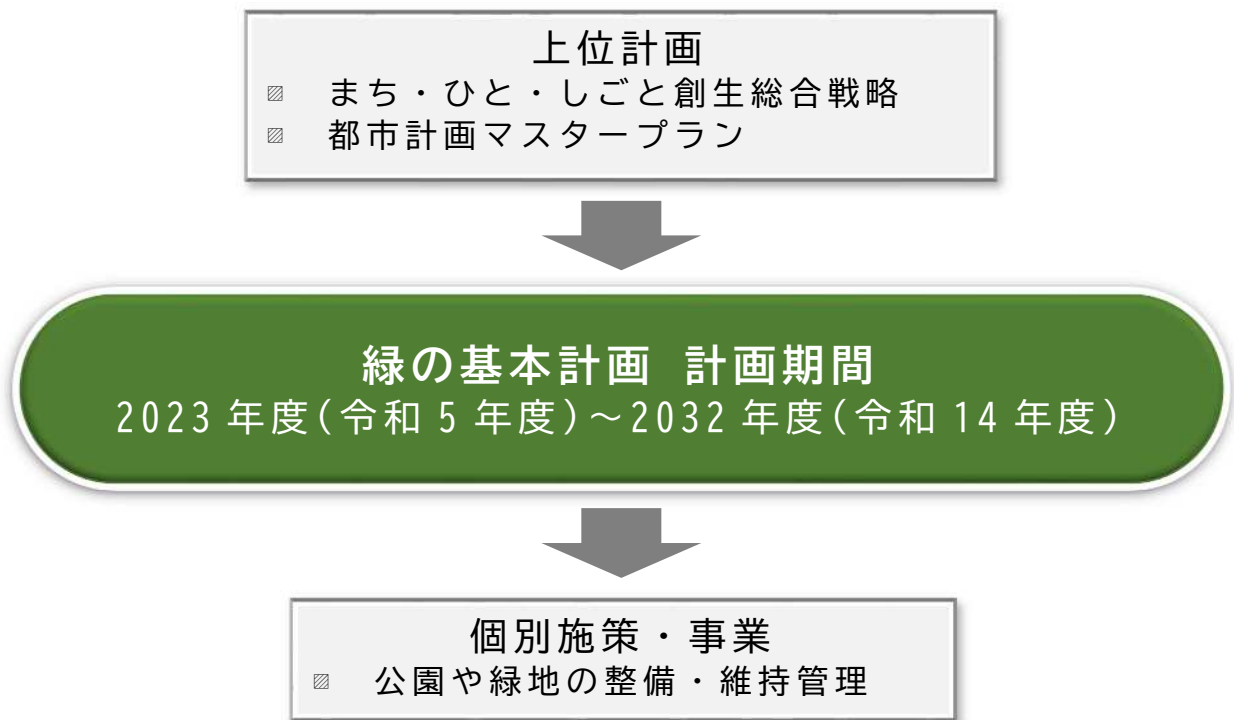 上位計画
まち・ひと・しごと創生総合戦略
都市計画マスタープラン
緑の基本計画 計画期間
2023 年度(令和 5 年度)～2032 年度(令和 14 年度)
個別施策・事業
公園や緑地の整備・維持管理